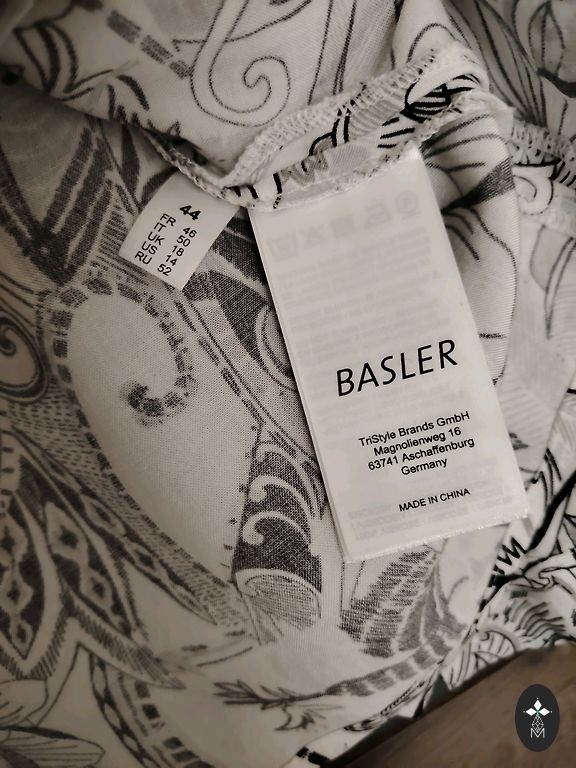 44
FR 46
IT 50
UK 18
US 14
RU 52
BASLER
TriStyle Brands GmbH
Magnolienweg 16
63741 Aschaffenburg
Germany
MADE IN CHINA
M